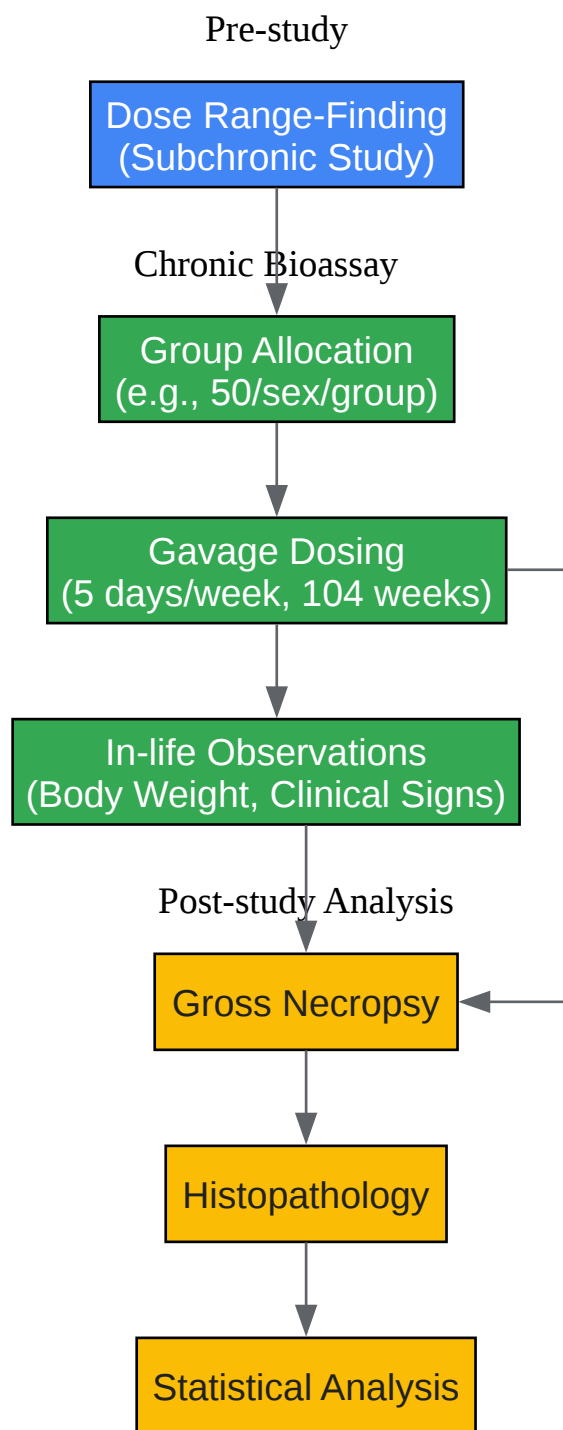 Pre-study
Dose Range-Finding
(Subchronic Study)
Chronic Bioassay
Group Allocation
(e.g., 50/sex/group)
Gavage Dosing
(5 days/week, 104 weeks)
In-life Observations
(Body Weight, Clinical Signs)
Post-study Analysis
Gross Necropsy
Histopathology
Statistical Analysis